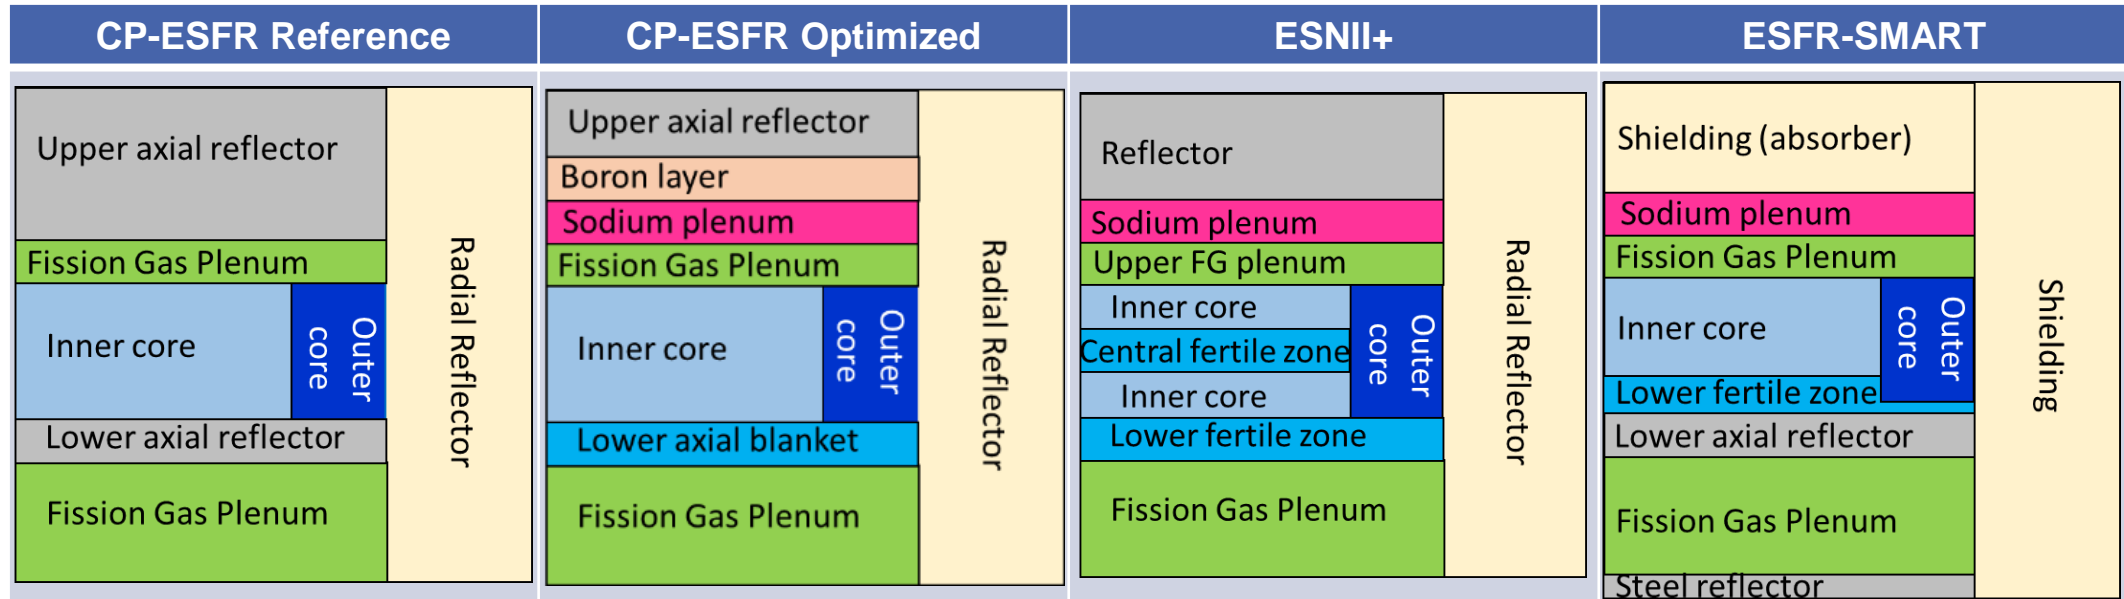 CP-ESFR Reference
CP-ESFR Optimized
ESNII+
ESFR-SMART
Upper axial reflector
Fission Gas Plenum
Inner core
Outer
core
Lower axial reflector
Fission Gas Plenum
Radial Reflector
Upper axial reflector
Boron layer
Sodium plenum
Fission Gas Plenum
Inner core
Outer
core
Lower axial blanket
Fission Gas Plenum
Radial Reflector
Reflector
Sodium plenum
Upper FG plenum
Inner core
Central fertile zone
Inner core
Outer
core
Lower fertile zone
Fission Gas Plenum
Radial Reflector
Shielding (absorber)
Sodium plenum
Fission Gas Plenum
Inner core
Outer
core
Lower fertile zone
Lower axial reflector
Fission Gas Plenum
Steel reflector
Shielding